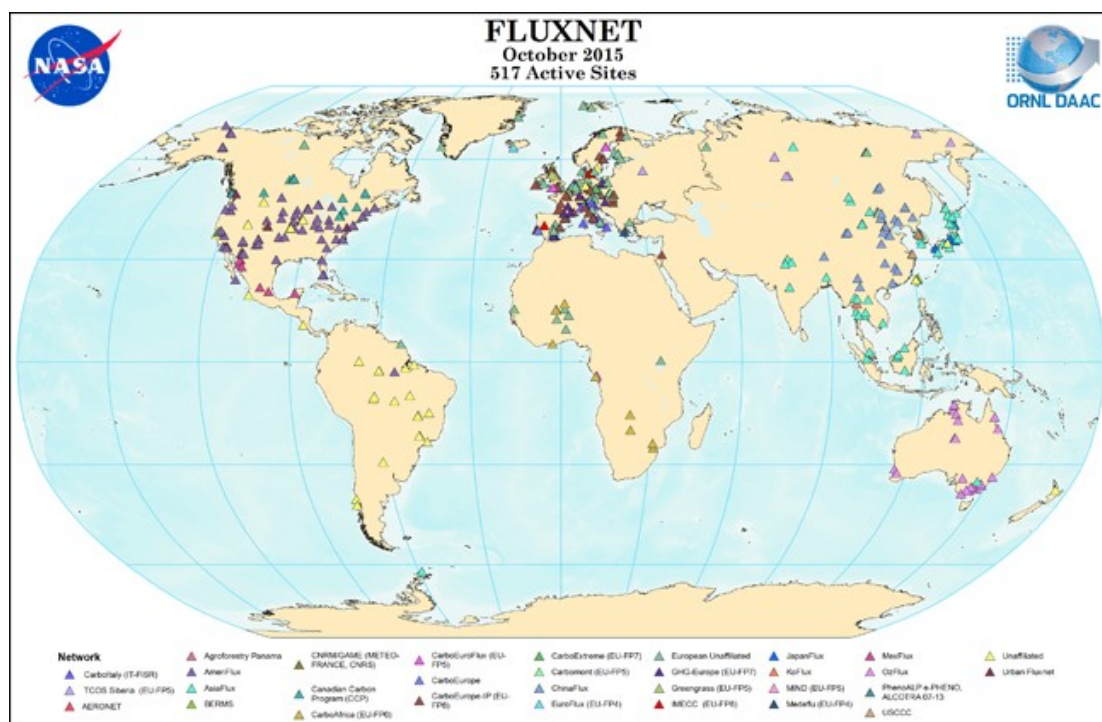 FLUXNET
October 2015
517 Active Sites
NASA
ORNL DAAC
Network
CarboItaly (IT-FISR)
TCOS Siberia (EU-FP5)
AERONET
Agroforestry Panama
AmeriFlux
AsiaFlux
BERMS
CNRM/GAME (METEO-
FRANCE, CNRS)
Canadian Carbon
Program (CCP)
CarboAfrica (EU-FP6)
CarboEuroFlux (EU-
FP5)
CarboEurope
CarboEurope-IP (EU-
FP6)
CarboExtreme (EU-FP7)
Carbomont (EU-FP5)
ChinaFlux
EuroFlux (EU-FP4)
European Unaffiliated
GHG-Europe (EU-FP7)
Greengrass (EU-FP5)
IMECC (EU-FP6)
JapanFlux
KoFlux
MIND (EU-FP5)
Medeflu (EU-FP4)
MexFlux
OzFlux
PhenoALP e-PHENO,
ALCOTRA 07-13
USCCC
Unaffiliated
Urban Fluxnet